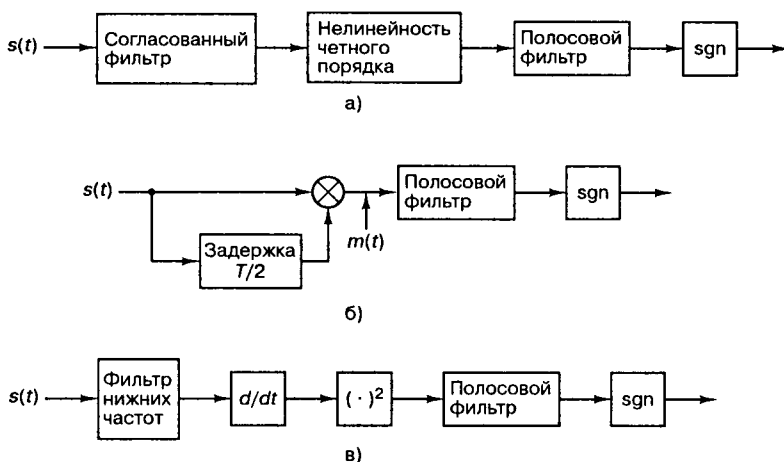 s(t)
Согласованный
фильтр
Нелинейность
четного
порядка
Полосовой
фильтр
sgn
а)
s(t)
Задержка
T/2
m(t)
Полосовой
фильтр
sgn
б)
s(t)
Фильтр
нижних
частот
d/dt
( · )²
Полосовой
фильтр
sgn
в)